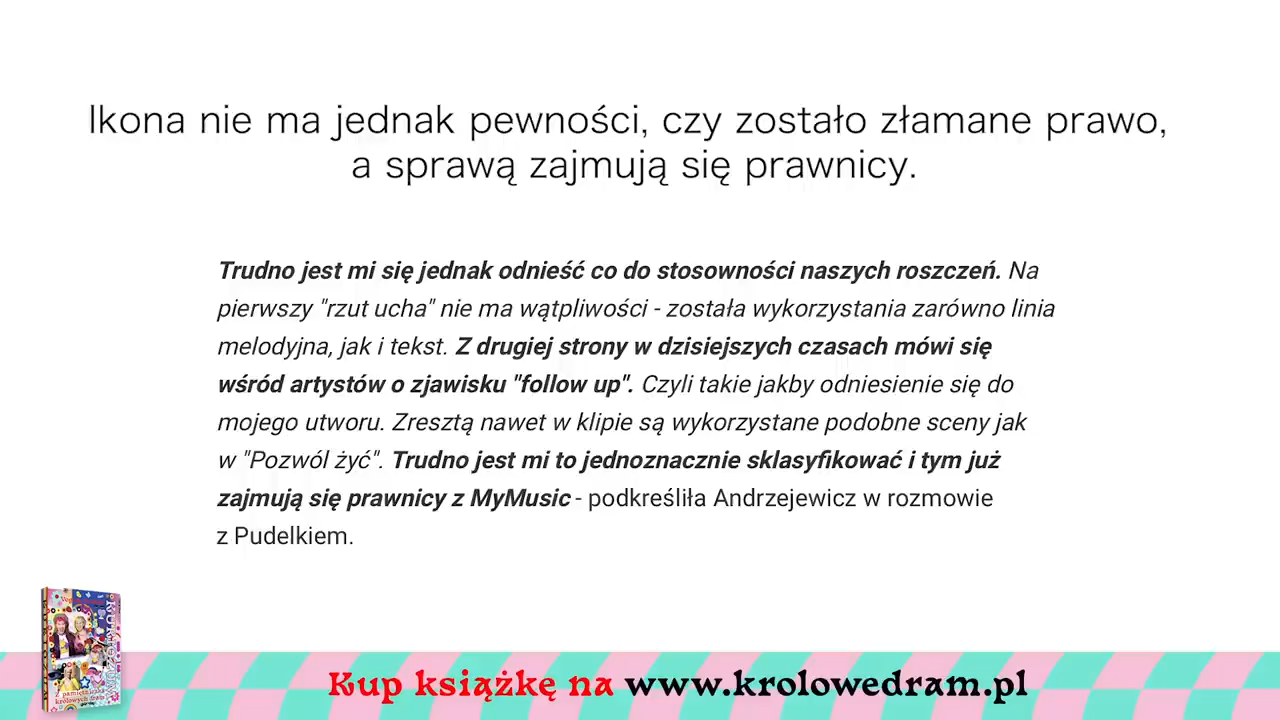 Ikona nie ma jednak pewności, czy zostało złamane prawo,
a sprawą zajmują się prawnicy.
Trudno jest mi się jednak odnieść co do stosowności naszych roszczeń. Na
pierwszy "rzut ucha" nie ma wątpliwości - została wykorzystania zarówno linia
melodyjna, jak i tekst. Z drugiej strony w dzisiejszych czasach mówi się
wśród artystów o zjawisku "follow up". Czyli takie jakby odniesienie się do
mojego utworu. Zresztą nawet w klipie są wykorzystane podobne sceny jak
w "Pozwól żyć". Trudno jest mi to jednoznacznie sklasyfikować i tym już
zajmują się prawnicy z MyMusic - podkreśliła Andrzejewicz w rozmowie
z Pudelkiem.
Z pamiętnika
królowych dram
Kup książkę na www.krolowedram.pl